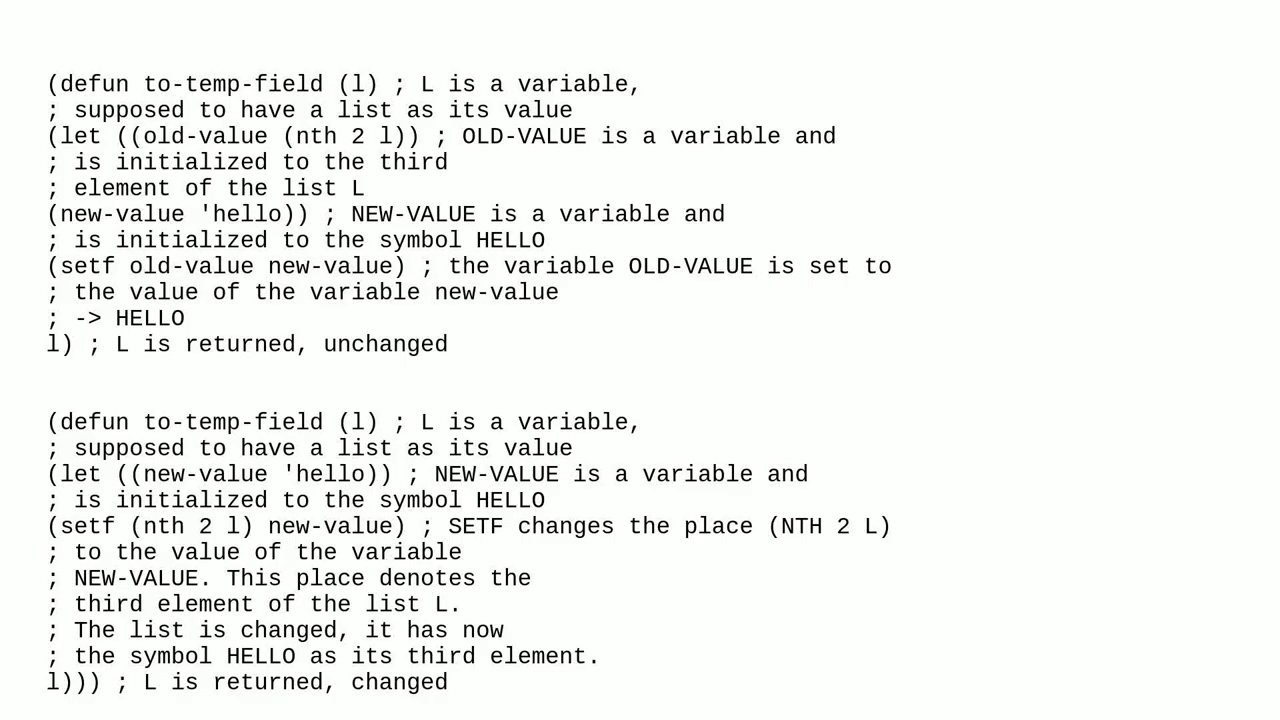 (defun to-temp-field (l) ; L is a variable,
; supposed to have a list as its value
(let ((old-value (nth 2 l)) ; OLD-VALUE is a variable and
; is initialized to the third
; element of the list L
(new-value 'hello)) ; NEW-VALUE is a variable and
; is initialized to the symbol HELLO
(setf old-value new-value) ; the variable OLD-VALUE is set to
; the value of the variable new-value
; -> HELLO
l) ; L is returned, unchanged
(defun to-temp-field (l) ; L is a variable,
; supposed to have a list as its value
(let ((new-value 'hello)) ; NEW-VALUE is a variable and
; is initialized to the symbol HELLO
(setf (nth 2 l) new-value) ; SETF changes the place (NTH 2 L)
; to the value of the variable
; NEW-VALUE. This place denotes the
; third element of the list L.
; The list is changed, it has now
; the symbol HELLO as its third element.
l))) ; L is returned, changed